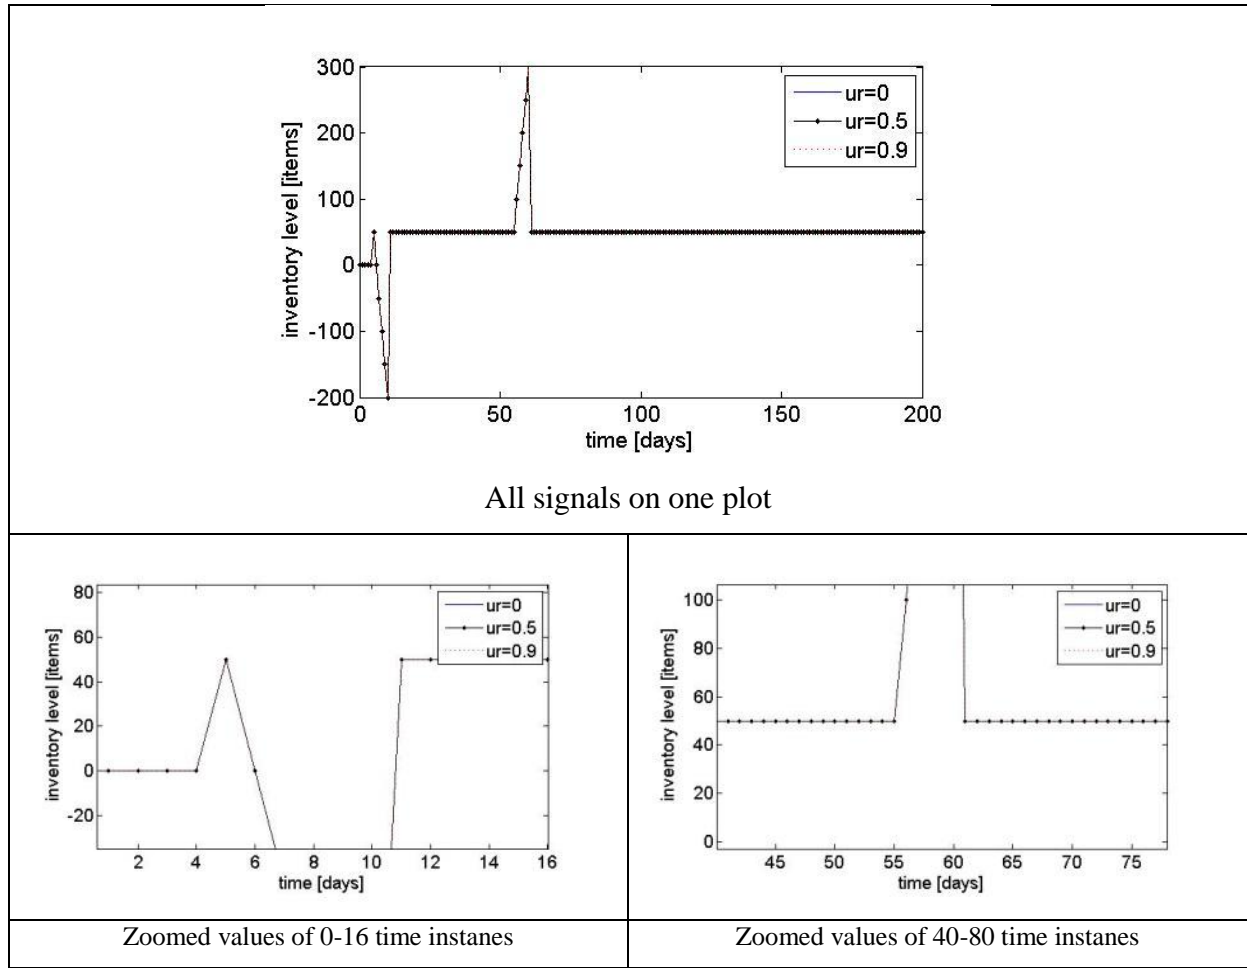 300
200
100
0
-100
-200
inventory level [items]
ur=0
ur=0.5
ur=0.9
0 50 100 150 200
time [days]
All signals on one plot
80
60
40
20
0
-20
inventory level [items]
ur=0
ur=0.5
ur=0.9
2 4 6 8 10 12 14 16
time [days]
100
80
60
40
20
0
inventory level [items]
ur=0
ur=0.5
ur=0.9
45 50 55 60 65 70 75
time [days]
Zoomed values of 0-16 time instanes
Zoomed values of 40-80 time instanes